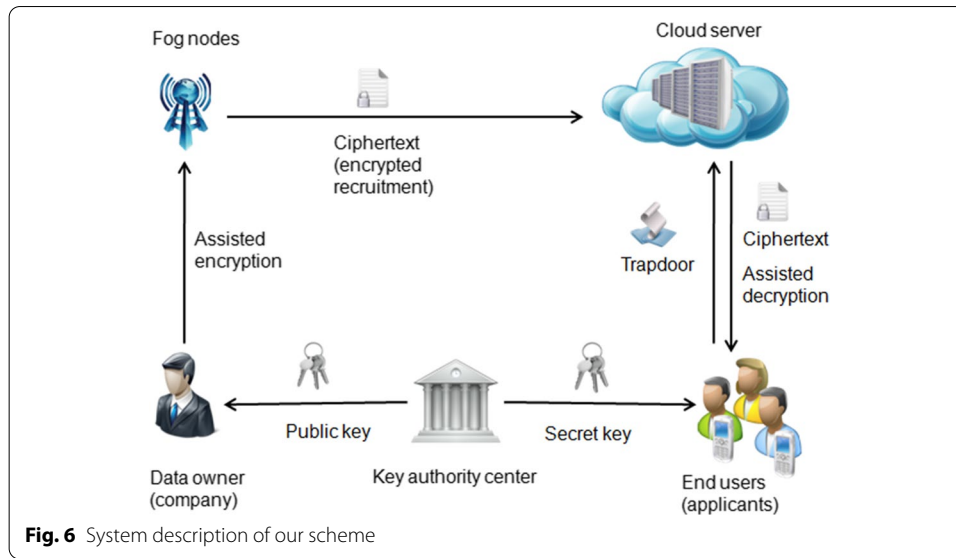 Fog nodes
Cloud server
Ciphertext
(encrypted
recruitment)
Assisted
encryption
Trapdoor
Ciphertext
Assisted
decryption
Public key
Secret key
Data owner
(company)
Key authority center
End users
(applicants)
Fig. 6 System description of our scheme